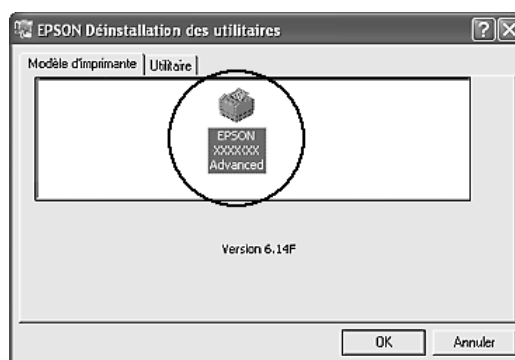 EPSON Déinstallation des utilitaires
Modèle d'imprimante
Utilitaire
EPSON
XXXXXX
Advanced
Version 6.14F
OK
Annuler